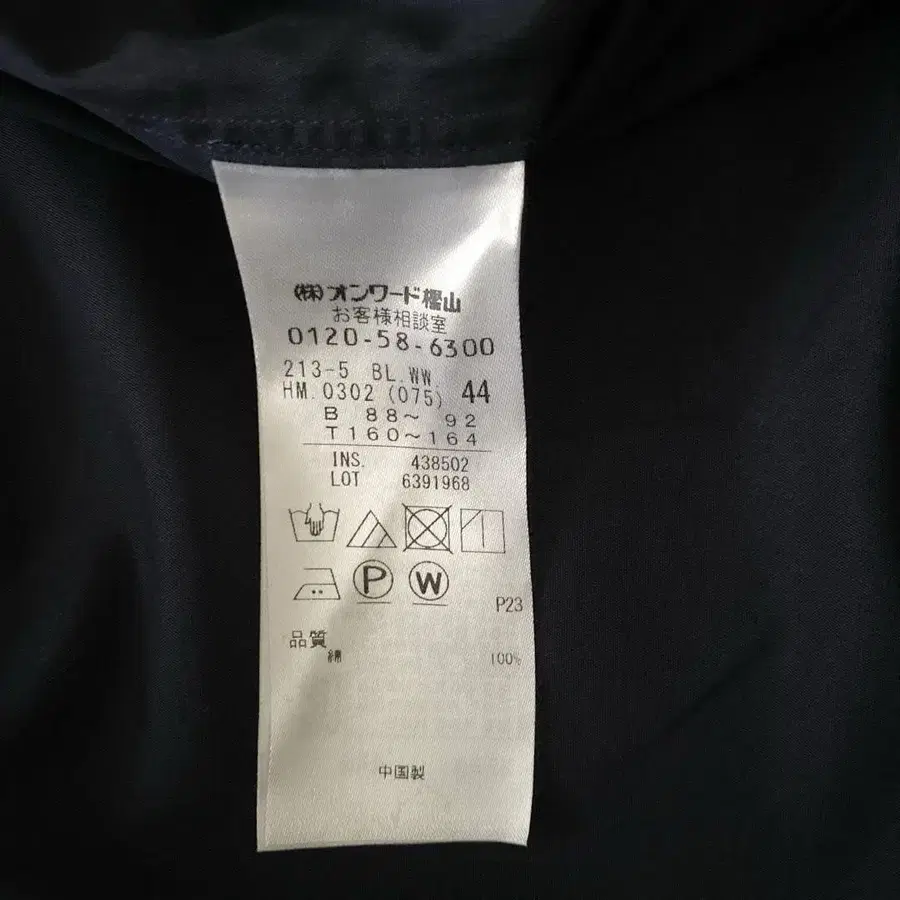 (株)オンワード樫山
お客様相談室
0120-58-6300
213-5 BL.WW.
HM.0302 (075) 44
B 88～ 92
T160～164
INS. 438502
LOT 6391968
P W
P23
品質
綿 100%
中国製